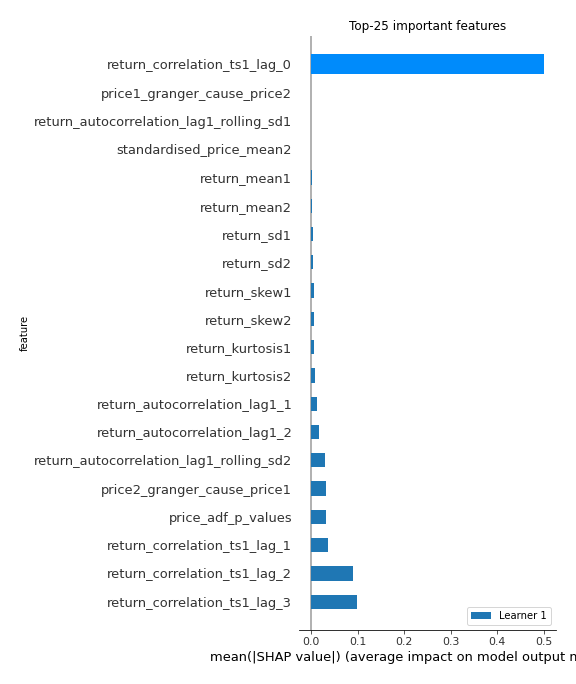 Top-25 important features
return_correlation_ts1_lag_0
price1_granger_cause_price2
return_autocorrelation_lag1_rolling_sd1
standardised_price_mean2
return_mean1
return_mean2
return_sd1
return_sd2
return_skew1
return_skew2
return_kurtosis1
return_kurtosis2
return_autocorrelation_lag1_1
return_autocorrelation_lag1_2
return_autocorrelation_lag1_rolling_sd2
price2_granger_cause_price1
price_adf_p_values
return_correlation_ts1_lag_1
return_correlation_ts1_lag_2
return_correlation_ts1_lag_3
feature
Learner 1
0.0 0.1 0.2 0.3 0.4 0.5
mean(|SHAP value|) (average impact on model output